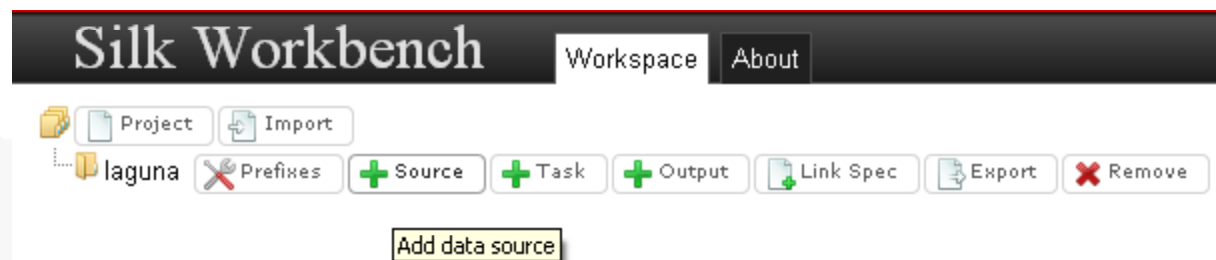 Silk Workbench Workspace About
Project Import
laguna Prefixes Source Task Output Link Spec Export Remove
Add data source